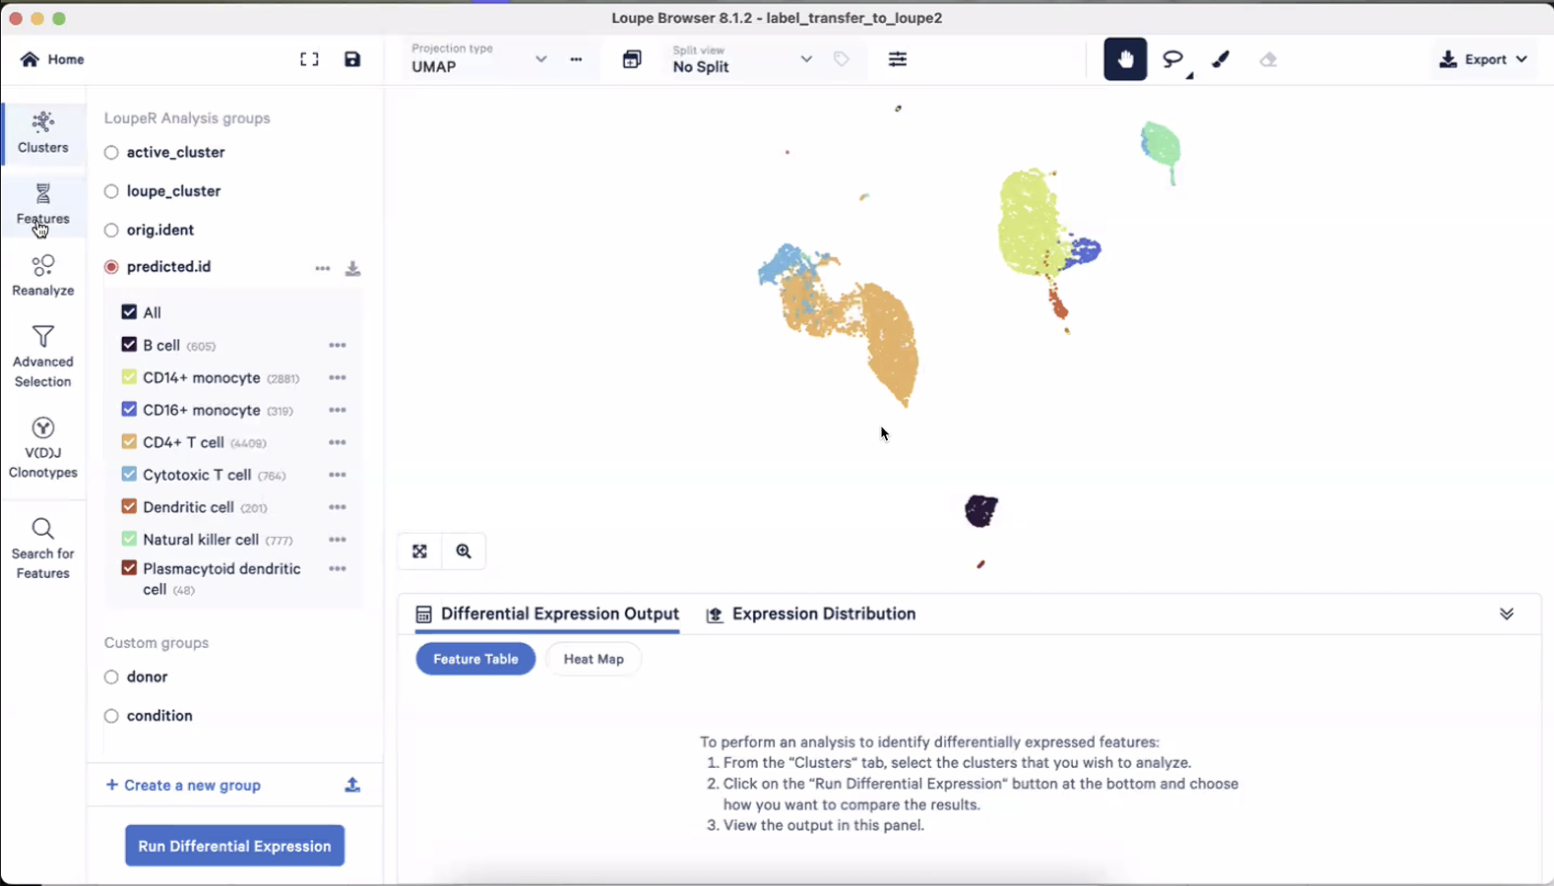 Loupe Browser 8.1.2 - label_transfer_to_loupe2
Home
Projection type
UMAP
Split view
No Split
Export
Clusters
Features
Reanalyze
Advanced
Selection
V(D)J
Clonotypes
Search for
Features
LoupeR Analysis groups
active_cluster
loupe_cluster
orig.ident
predicted.id
All
B cell (605)
CD14+ monocyte (2881)
CD16+ monocyte (319)
CD4+ T cell (4409)
Cytotoxic T cell (764)
Dendritic cell (201)
Natural killer cell (777)
Plasmacytoid dendritic
cell (48)
Custom groups
donor
condition
+ Create a new group
Run Differential Expression
Differential Expression Output
Expression Distribution
Feature Table
Heat Map
To perform an analysis to identify differentially expressed features:
1. From the "Clusters" tab, select the clusters that you wish to analyze.
2. Click on the "Run Differential Expression" button at the bottom and choose
how you want to compare the results.
3. View the output in this panel.